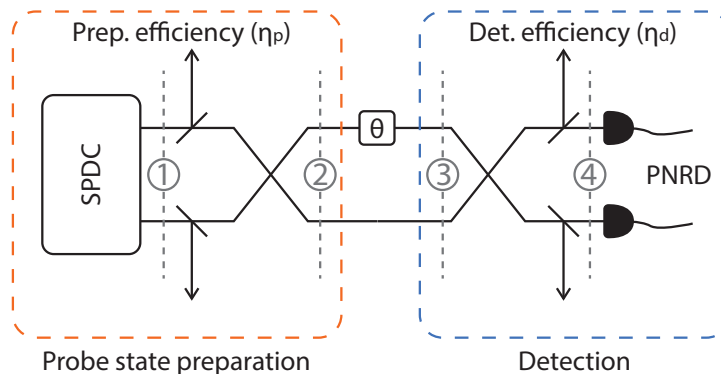 Prep. efficiency (ηp)
Det. efficiency (ηd)
SPDC
θ
1
2
3
4
PNRD
Probe state preparation
Detection